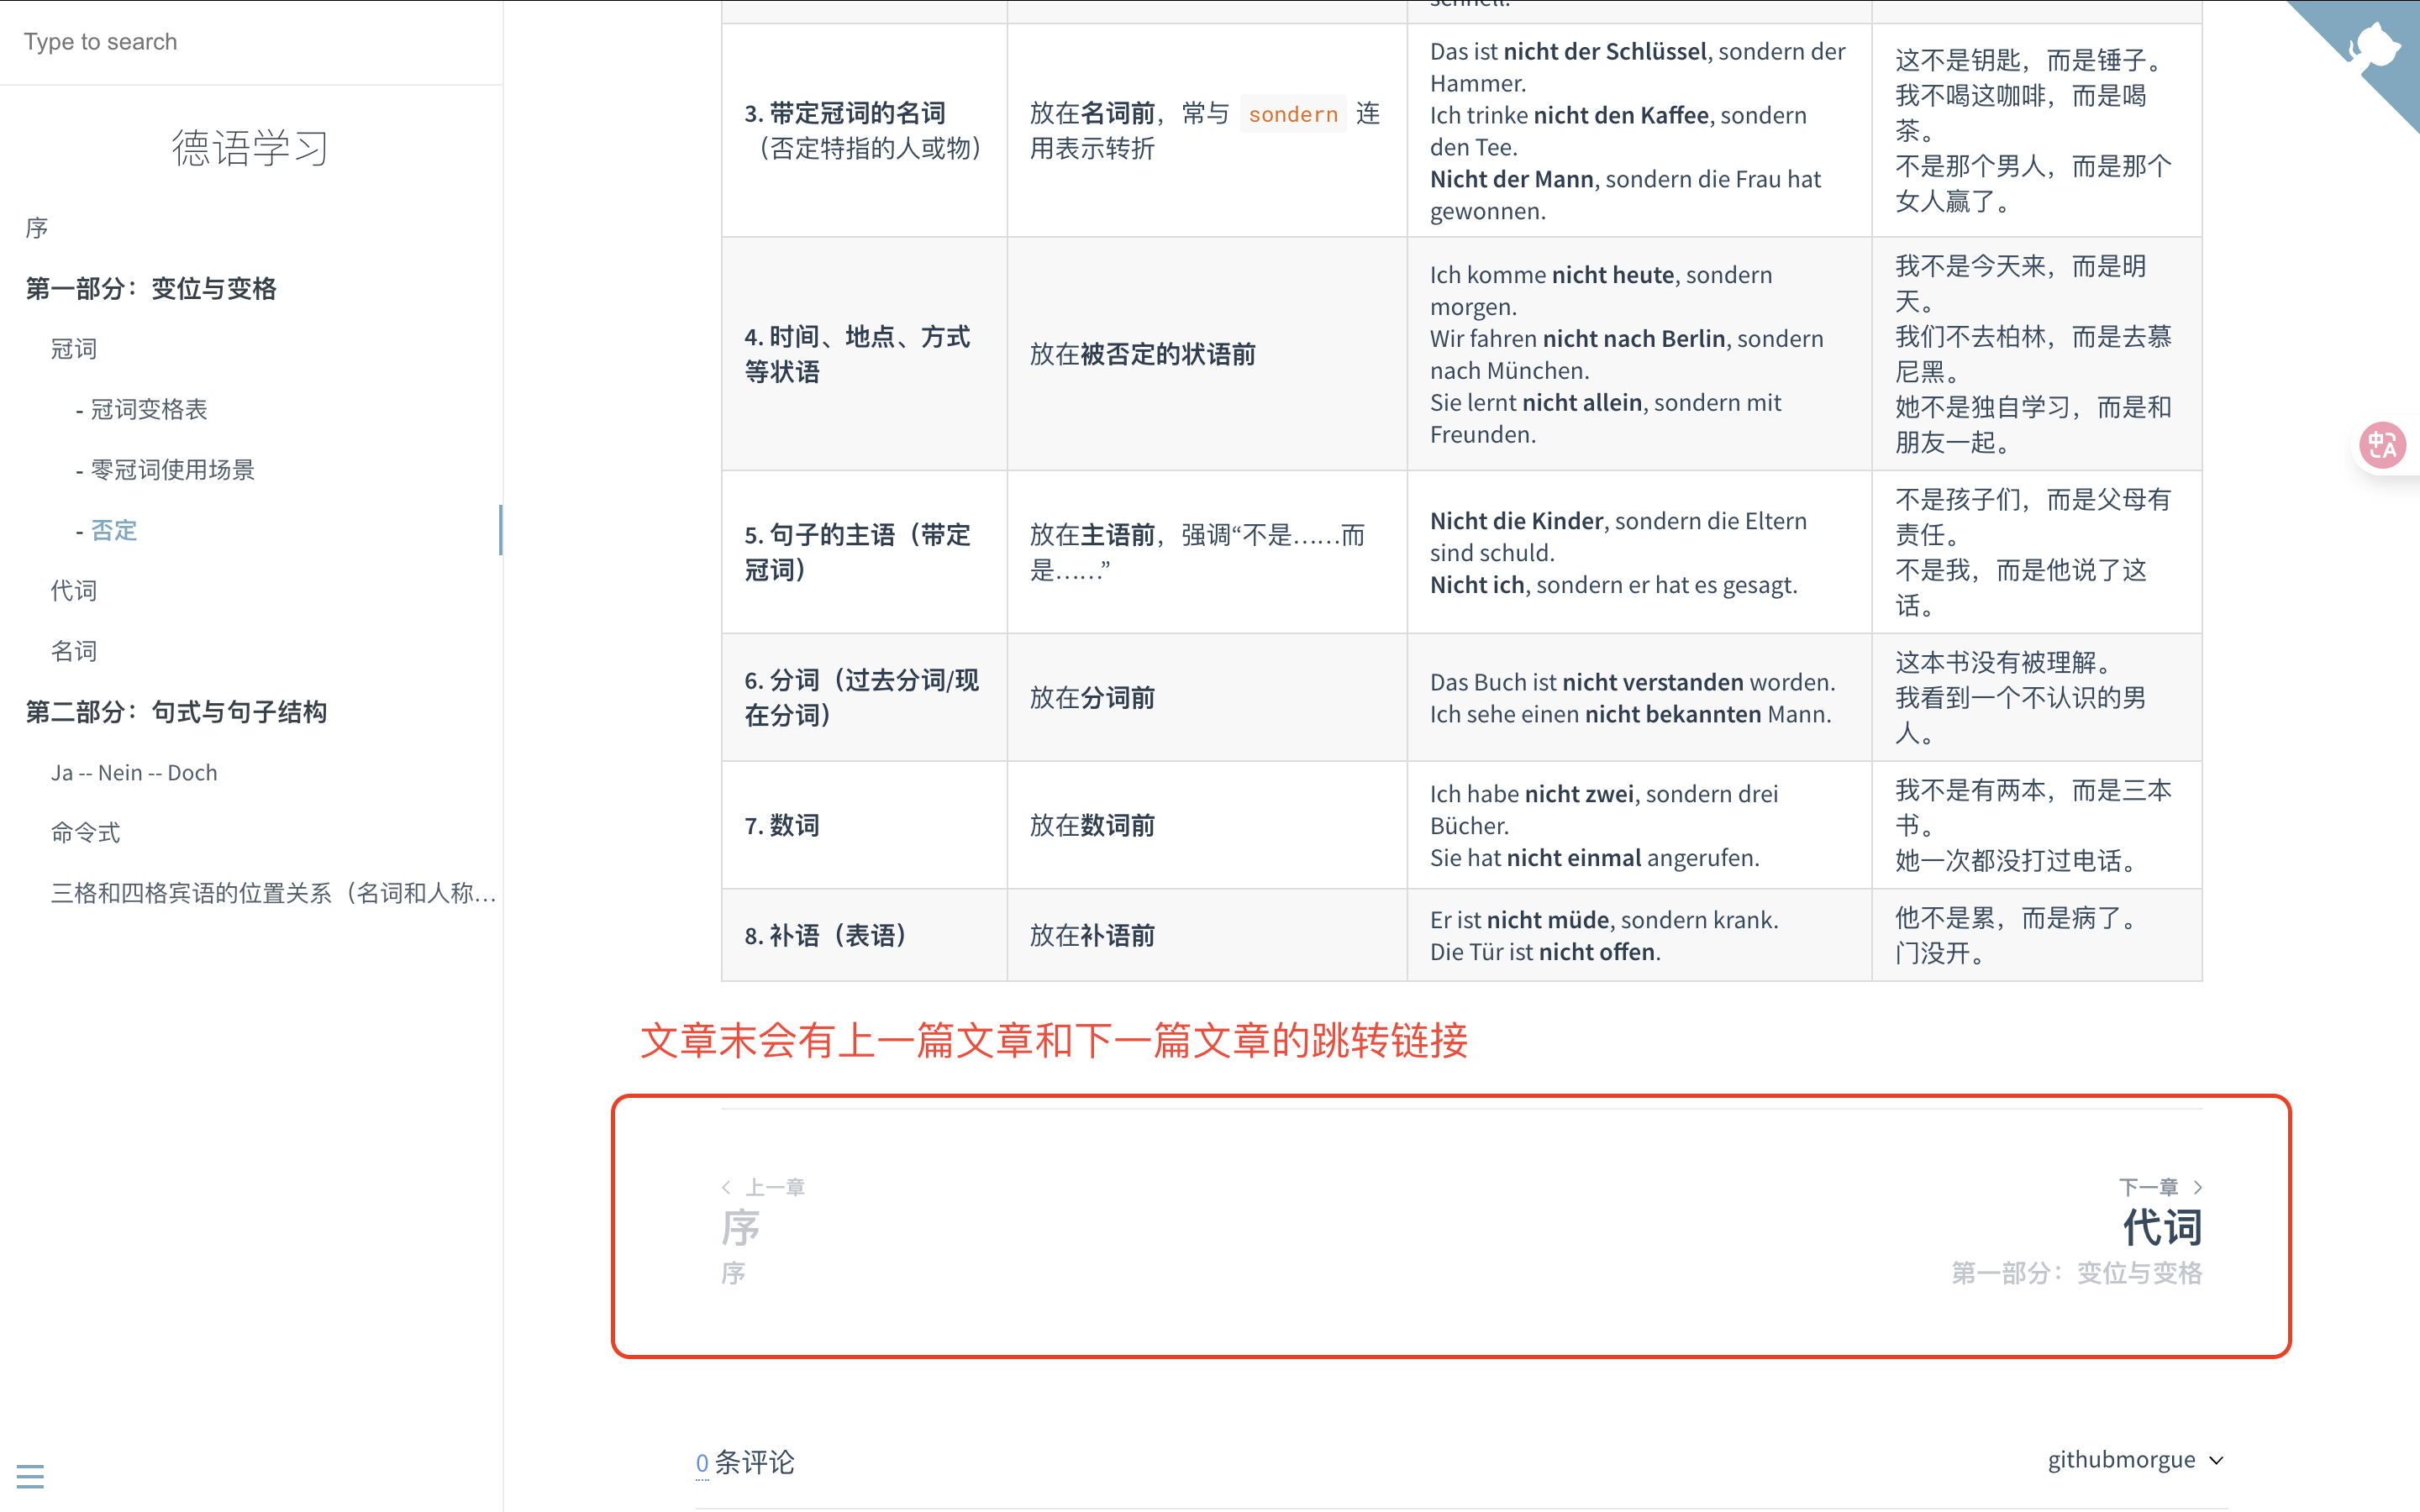 Type to search
德语学习
序
第一部分：变位与变格
冠词
- 冠词变格表
- 零冠词使用场景
- 否定
代词
名词
第二部分：句式与句子结构
Ja -- Nein -- Doch
命令式
三格和四格宾语的位置关系（名词和人称...
schnell.
3. 带定冠词的名词
（否定特指的人或物）
放在名词前，常与 sondern 连
用表示转折
Das ist nicht der Schlüssel, sondern der
Hammer.
Ich trinke nicht den Kaffee, sondern
den Tee.
Nicht der Mann, sondern die Frau hat
gewonnen.
这不是钥匙，而是锤子。
我不喝这咖啡，而是喝
茶。
不是那个男人，而是那个
女人赢了。
4. 时间、地点、方式
等状语
放在被否定的状语前
Ich komme nicht heute, sondern
morgen.
Wir fahren nicht nach Berlin, sondern
nach München.
Sie lernt nicht allein, sondern mit
Freunden.
我不是今天来，而是明
天。
我们不去柏林，而是去慕
尼黑。
她不是独自学习，而是和
朋友一起。
5. 句子的主语（带定
冠词）
放在主语前，强调“不是……而
是……”
Nicht die Kinder, sondern die Eltern
sind schuld.
Nicht ich, sondern er hat es gesagt.
不是孩子们，而是父母有
责任。
不是我，而是他说了这
话。
6. 分词（过去分词/现
在分词）
放在分词前
Das Buch ist nicht verstanden worden.
Ich sehe einen nicht bekannten Mann.
这本书没有被理解。
我看到一个不认识的男
人。
7. 数词
放在数词前
Ich habe nicht zwei, sondern drei
Bücher.
Sie hat nicht einmal angerufen.
我不是有两本，而是三本
书。
她一次都没打过电话。
8. 补语（表语）
放在补语前
Er ist nicht müde, sondern krank.
Die Tür ist nicht offen.
他不是累，而是病了。
门没开。
文章末会有上一篇文章和下一篇文章的跳转链接
上一章
序
序
下一章
代词
第一部分：变位与变格
0 条评论
githubmorgue
中A